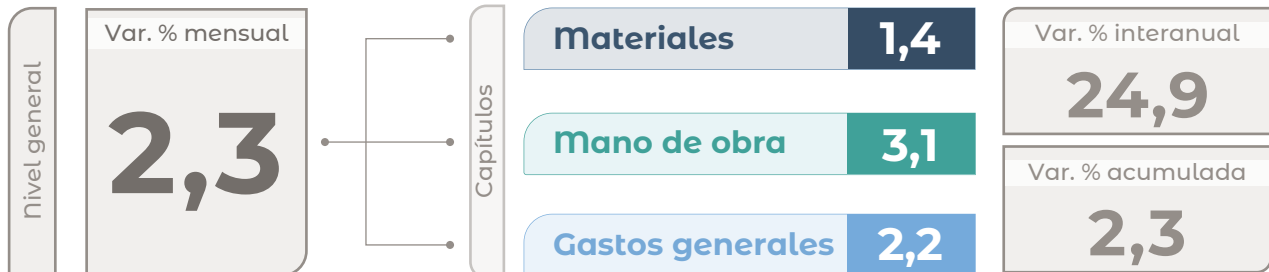 Nivel general
Var. % mensual
2,3
Capítulos
Materiales
1,4
Mano de obra
3,1
Gastos generales
2,2
Var. % interanual
24,9
Var. % acumulada
2,3